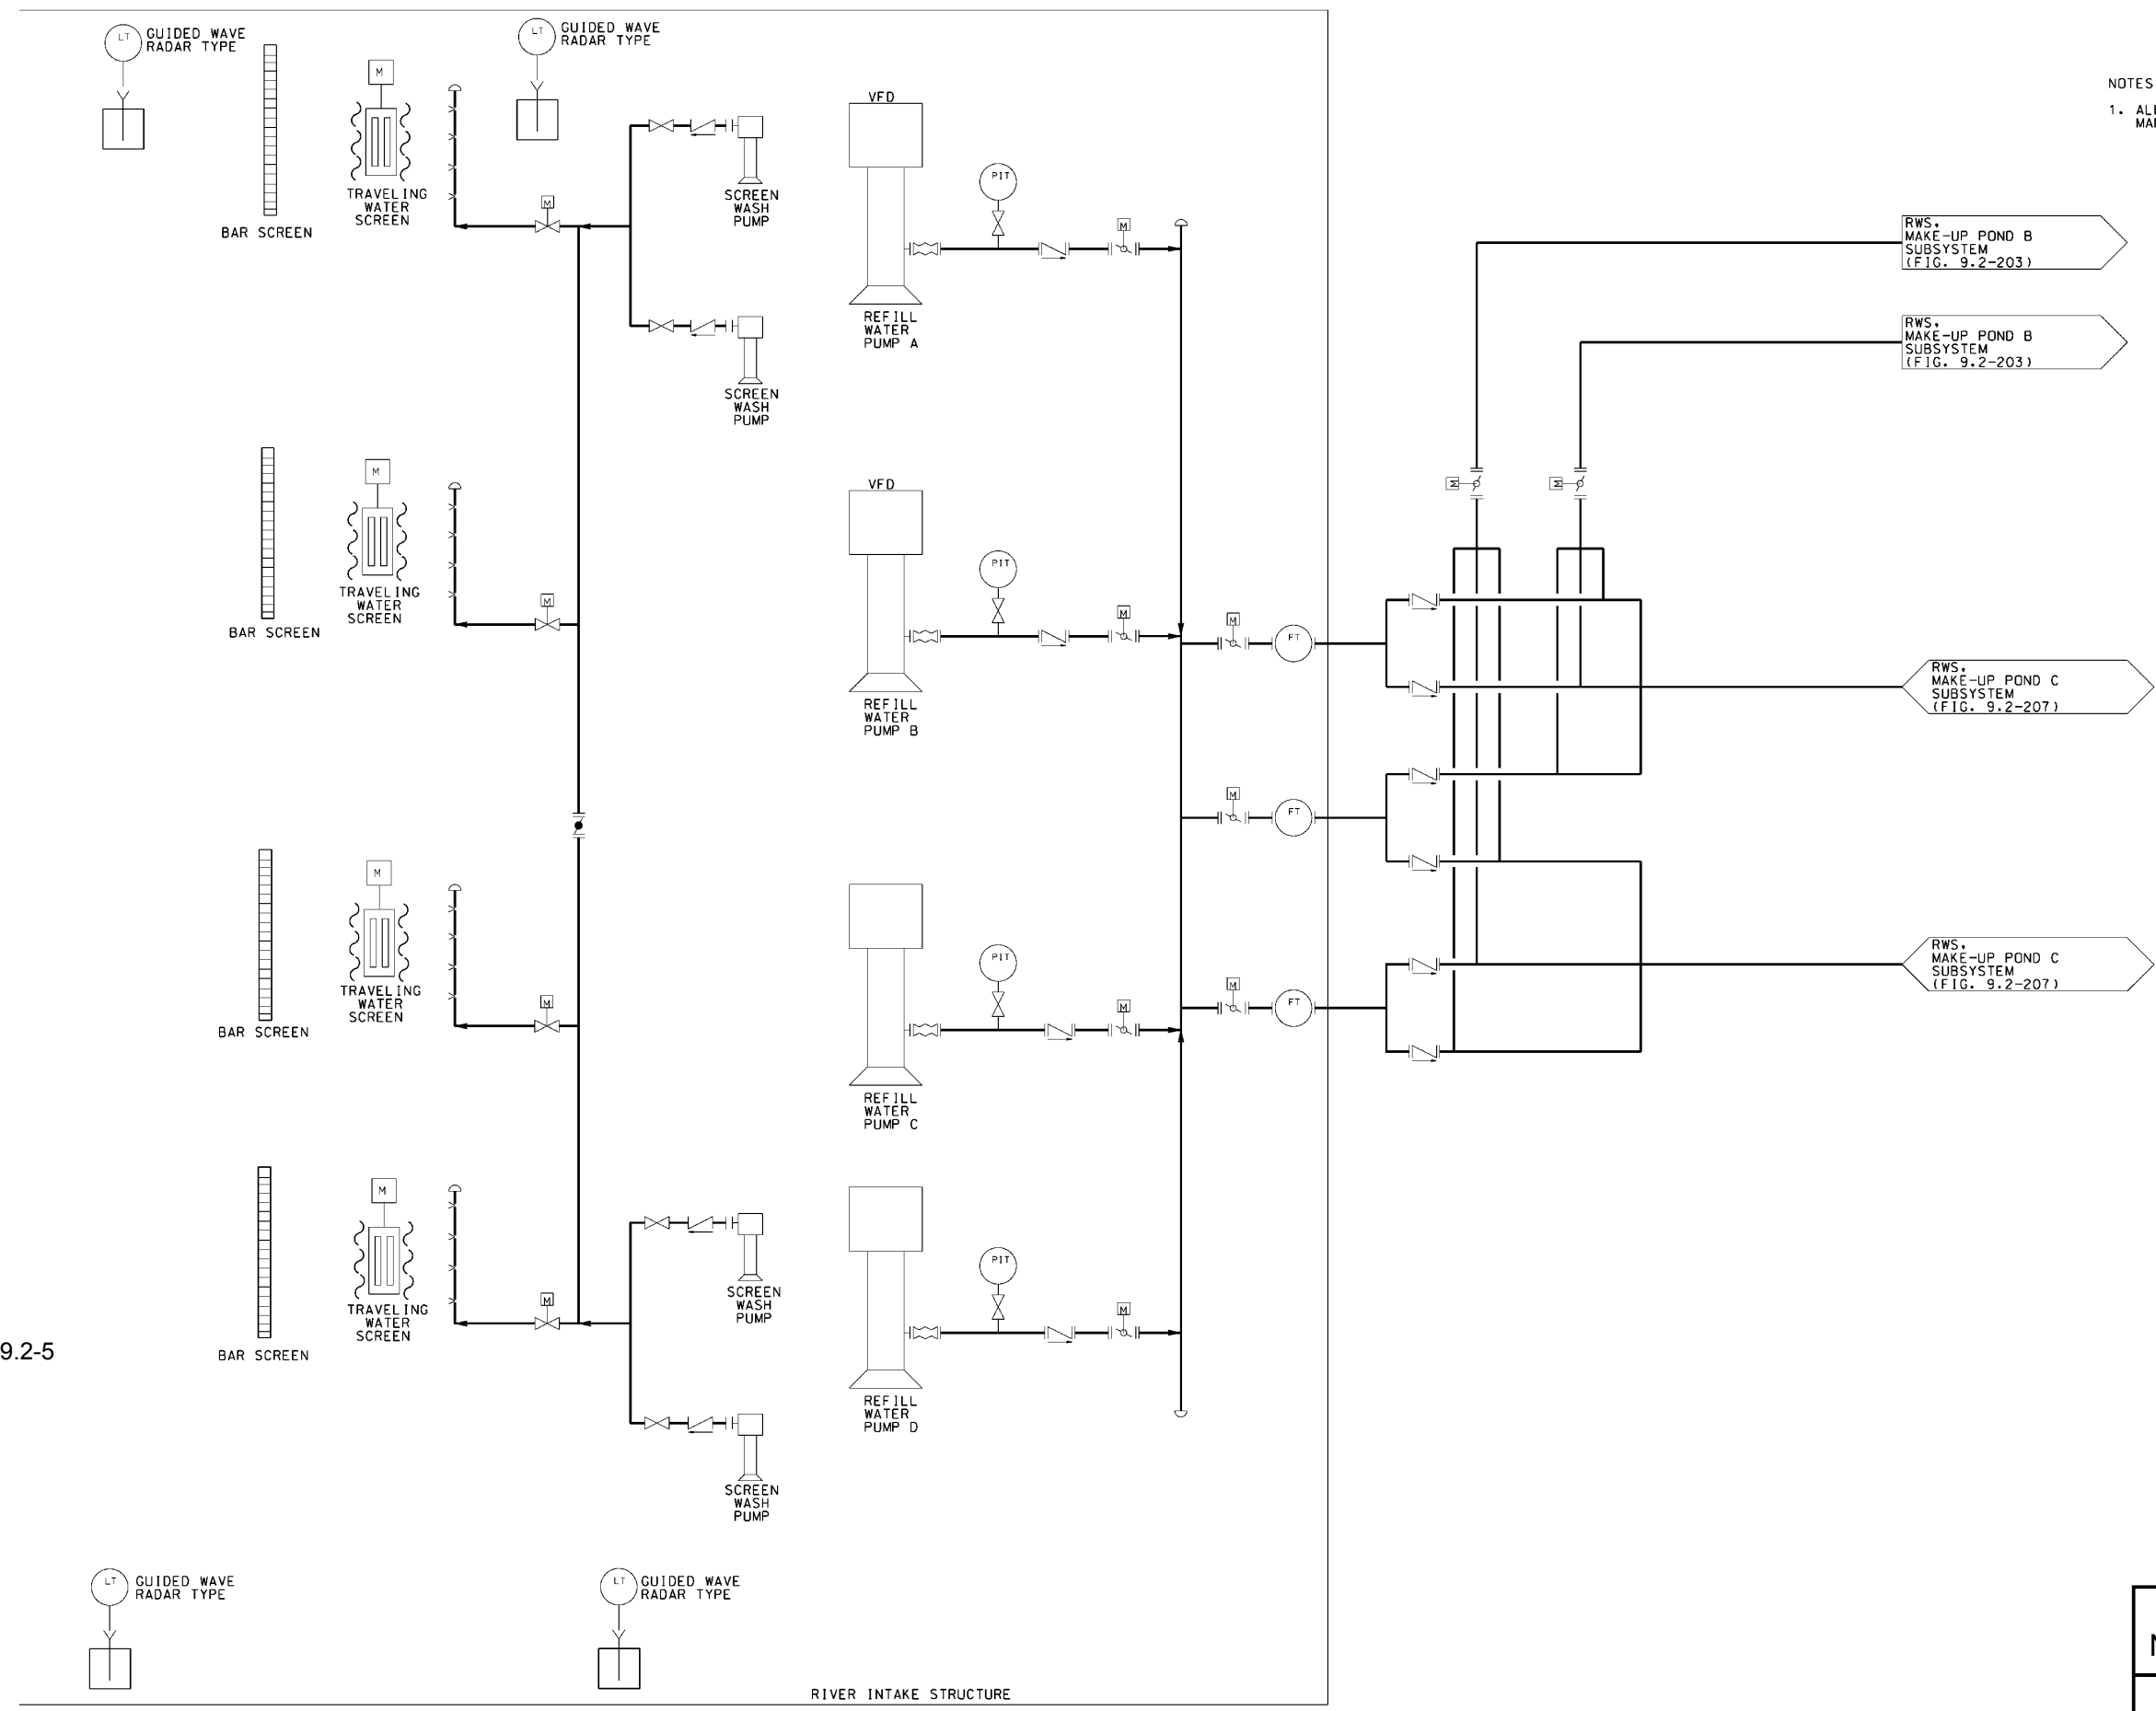 LT
GUIDED WAVE
RADAR TYPE
LT
GUIDED WAVE
RADAR TYPE
M
TRAVELING
WATER
SCREEN
BAR SCREEN
M
SCREEN
WASH
PUMP
SCREEN
WASH
PUMP
VFD
REFILL
WATER
PUMP A
PIT
M
NOTES
1.
RWS,
MAKE-UP POND B
SUBSYSTEM
(FIG. 9.2-203)
RWS,
MAKE-UP POND B
SUBSYSTEM
(FIG. 9.2-203)
M
M
M
TRAVELING
WATER
SCREEN
BAR SCREEN
M
VFD
REFILL
WATER
PUMP B
PIT
M
M
FT
RWS,
MAKE-UP POND C
SUBSYSTEM
(FIG. 9.2-207)
M
FT
M
TRAVELING
WATER
SCREEN
BAR SCREEN
M
REFILL
WATER
PUMP C
PIT
M
M
FT
RWS,
MAKE-UP POND C
SUBSYSTEM
(FIG. 9.2-207)
M
TRAVELING
WATER
SCREEN
BAR SCREEN
M
SCREEN
WASH
PUMP
SCREEN
WASH
PUMP
REFILL
WATER
PUMP D
PIT
M
9.2-5
LT
GUIDED WAVE
RADAR TYPE
LT
GUIDED WAVE
RADAR TYPE
RIVER INTAKE STRUCTURE